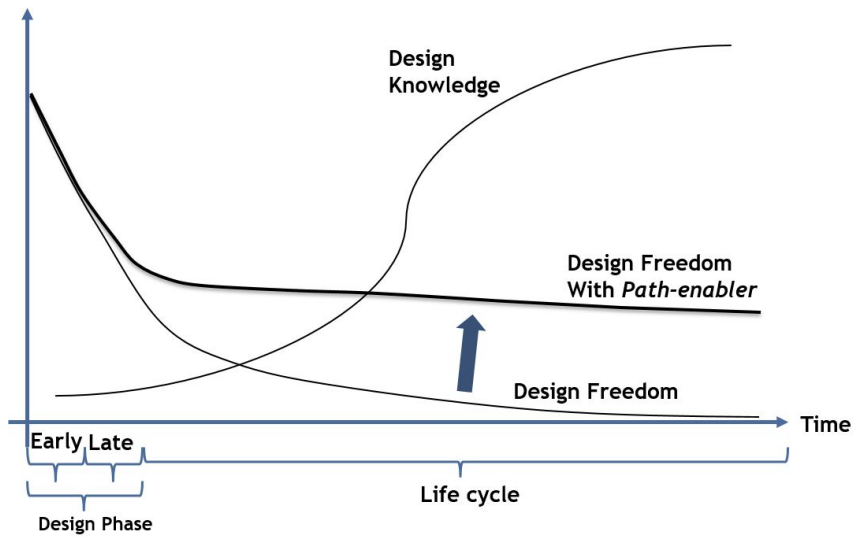 Design
Knowledge
Design Freedom
With Path-enabler
Design Freedom
Time
Early Late
Life cycle
Design Phase